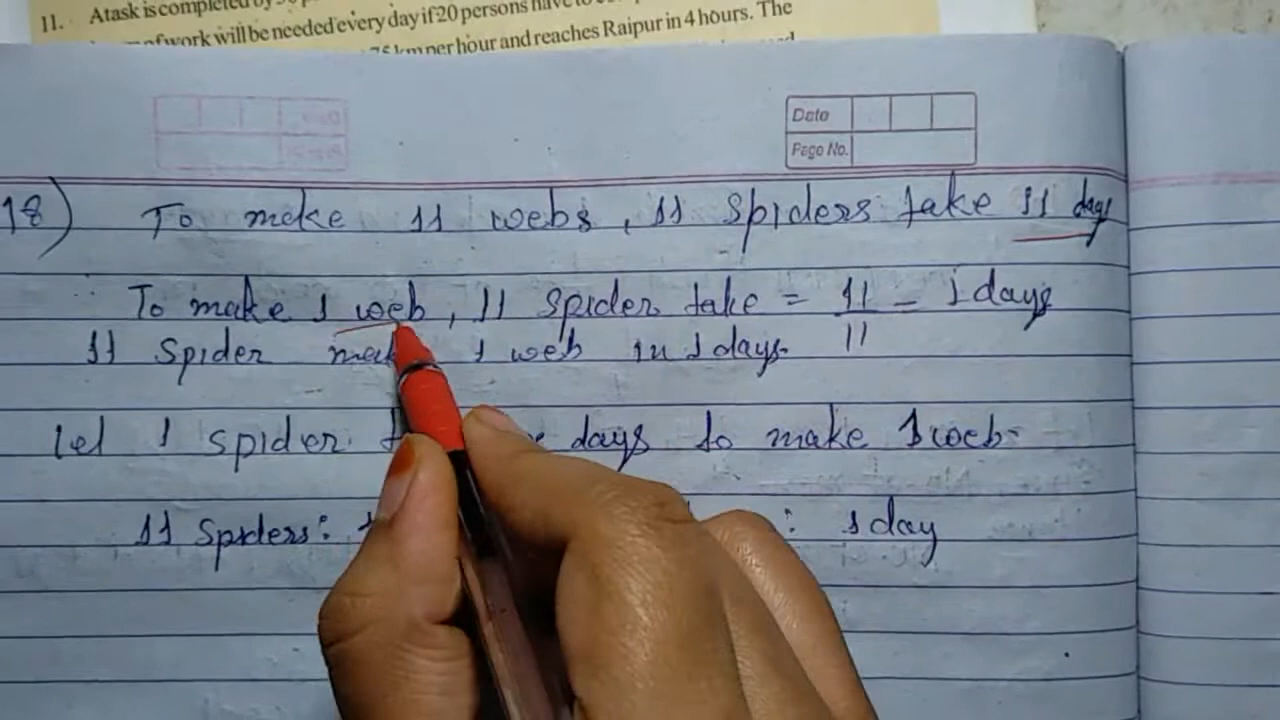 11. A task is completed by
of work will be needed every day if 20 persons have to
75 km per hour and reaches Raipur in 4 hours. The
Date
Page No.
18) To make 11 webs, 11 spiders take 11 days
To make 1 web, 11 spider take = 11/11 = 1 days
11 spider 1 web in 1 days.
let 1 spider days to make 1 web.
11 spiders : : 1 day